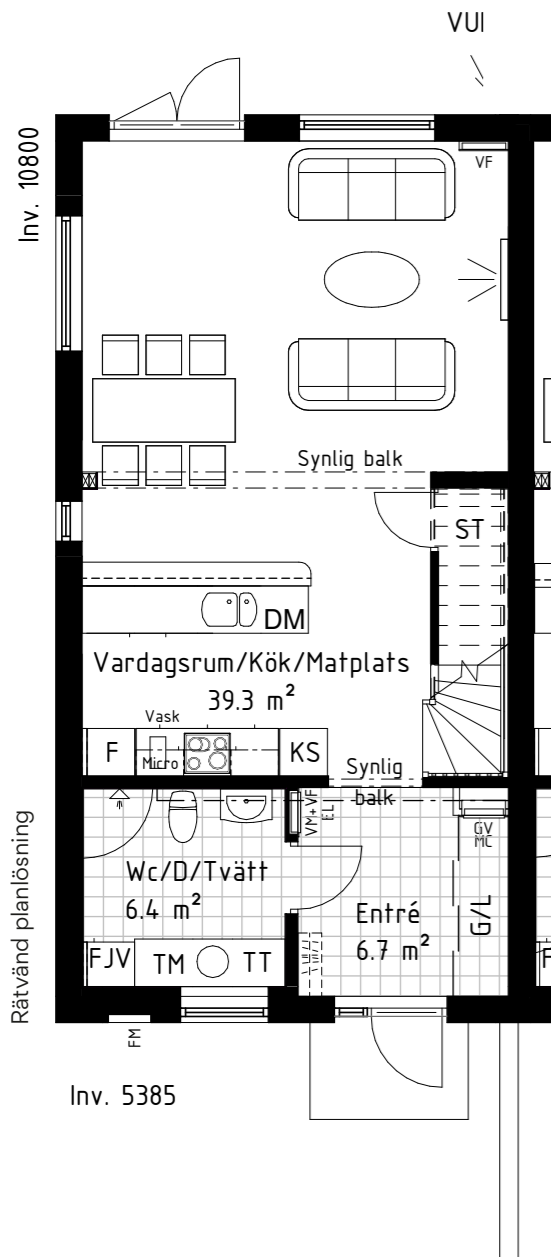 VUI
Inv. 10800
VF
Synlig balk
ST
DM
Vardagsrum/Kök/Matplats
39.3 m²
Vask
F
Micro
KS
Synlig
balk
VM+VF
EL
GV
MC
Wc/D/Tvätt
6.4 m²
Entré
6.7 m²
G/L
Rätvänd planlösning
FJV
TM
TT
F
FM
Inv. 5385